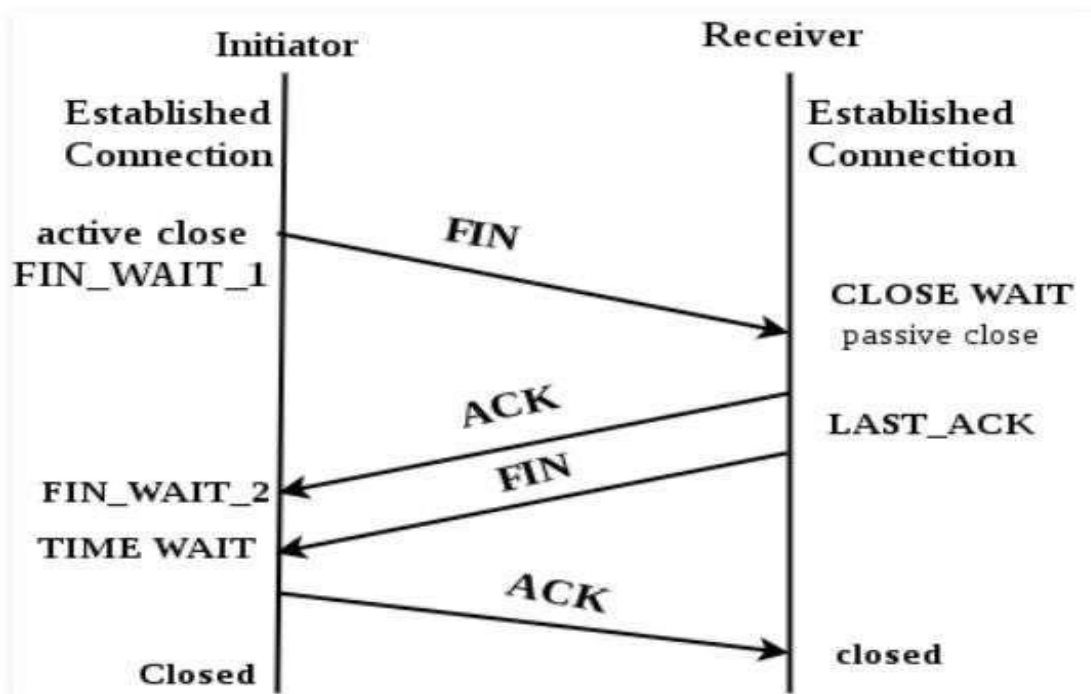 Initiator
Receiver
Established
Connection
Established
Connection
active close
FIN_WAIT_1
FIN
CLOSE WAIT
passive close
ACK
LAST_ACK
FIN
FIN_WAIT_2
TIME WAIT
ACK
Closed
closed